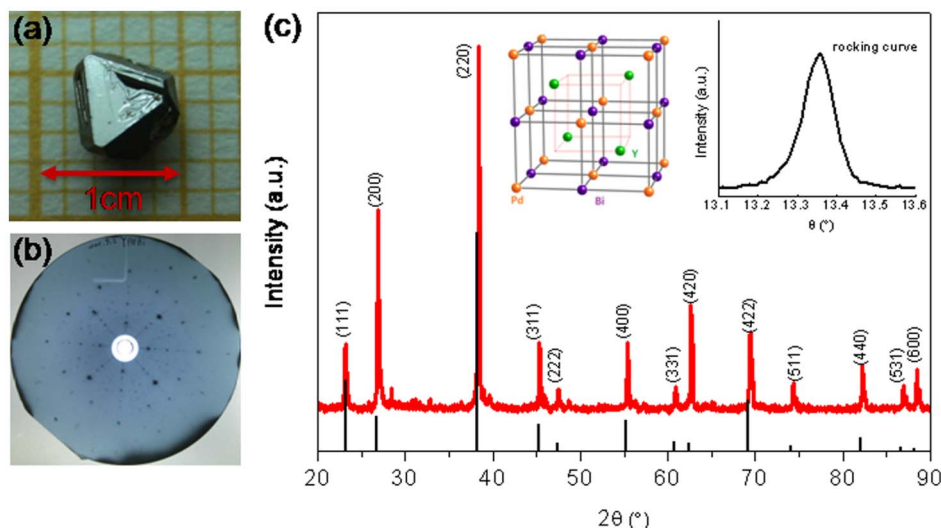 (a)
1cm
(b)
(c)
Intensity (a.u.)
(111)
(200)
(220)
(311)
(222)
(400)
(331)
(420)
(422)
(511)
(440)
(531)
(600)
20 30 40 50 60 70 80 90
2θ (°)
Y
Pd Bi
rocking curve
Intensity (a.u.)
13.1 13.2 13.3 13.4 13.5 13.6
θ (°)